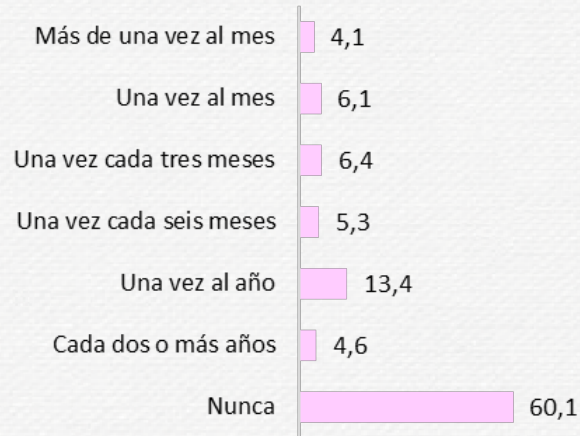 Más de una vez al mes 4,1
Una vez al mes 6,1
Una vez cada tres meses 6,4
Una vez cada seis meses 5,3
Una vez al año 13,4
Cada dos o más años 4,6
Nunca 60,1